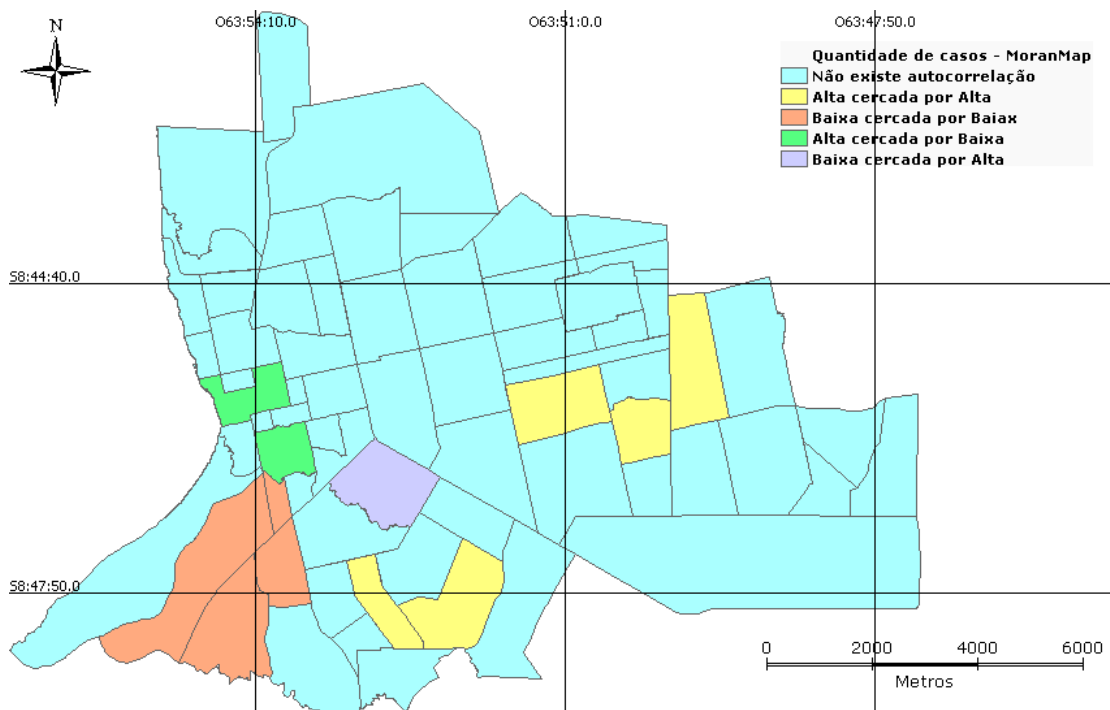 N
O63:54:10.0
O63:51:0.0
O63:47:50.0
Quantidade de casos - MoranMap
Não existe autocorrelação
Alta cercada por Alta
Baixa cercada por Baiax
Alta cercada por Baixa
Baixa cercada por Alta
S8:44:40.0
S8:47:50.0
0 2000 4000 6000
Metros